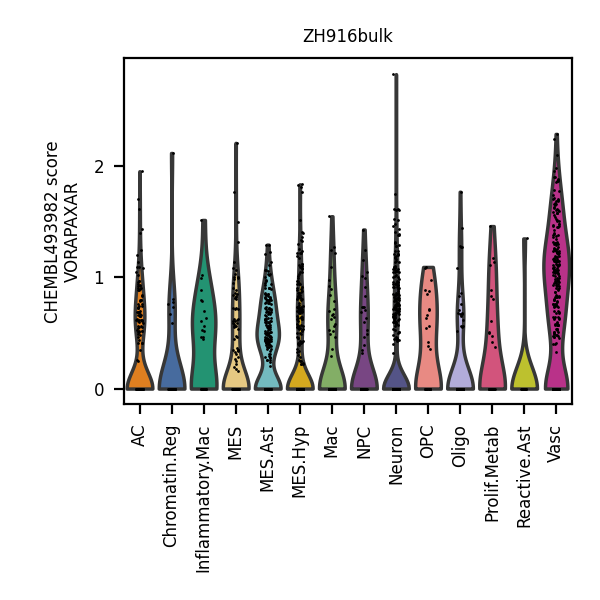 ZH916bulk
CHEMBL493982 score
VORAPAXAR
2
1
0
AC
Chromatin.Reg
Inflammatory.Mac
MES
MES.Ast
MES.Hyp
Mac
NPC
Neuron
OPC
Oligo
Prolif.Metab
Reactive.Ast
Vasc